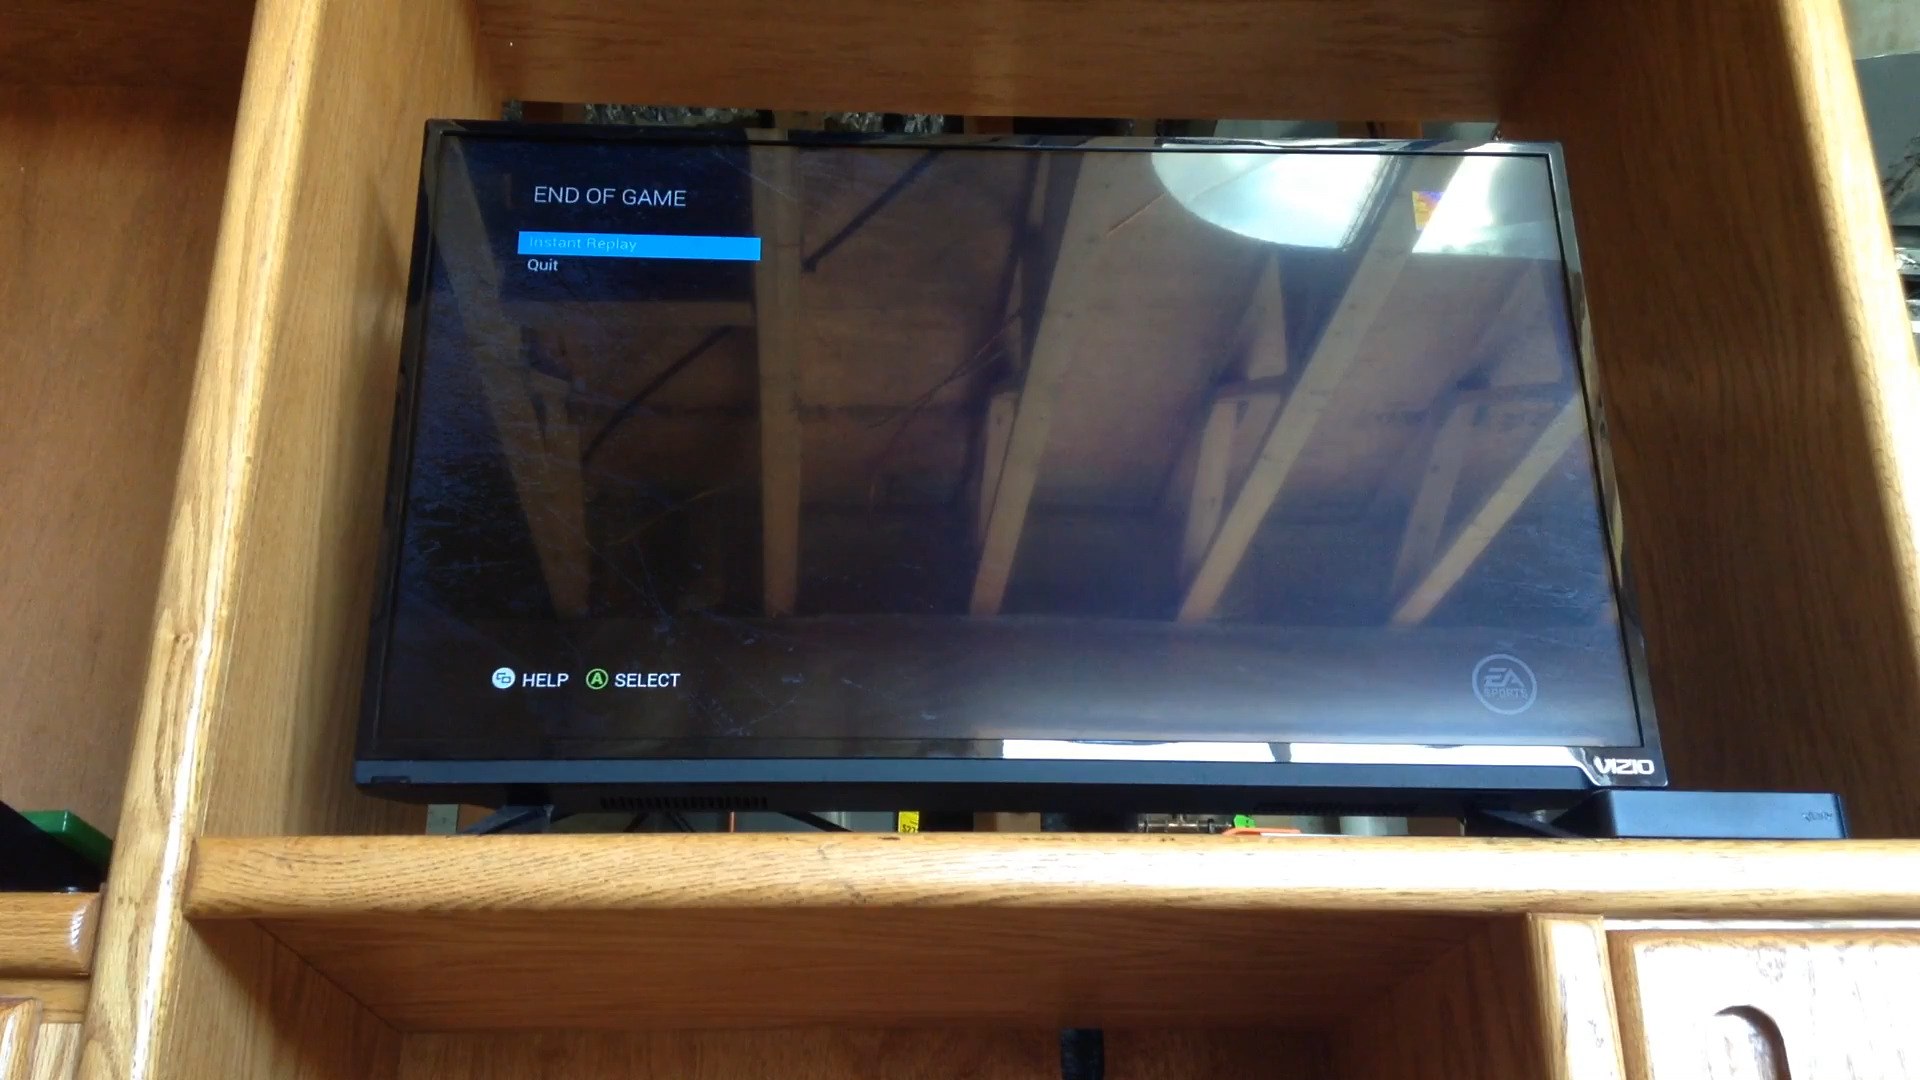 END OF GAME
Instant Replay
Quit
HELP
A SELECT
EA
SPORTS
VIZIO